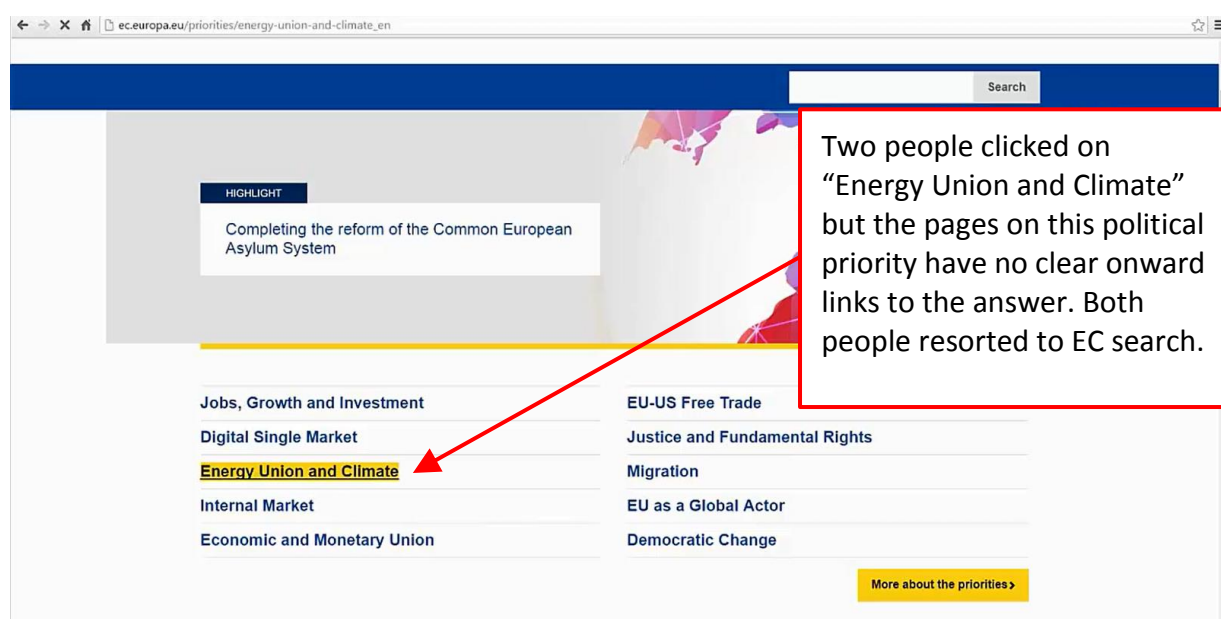 ec.europa.eu/priorities/energy-union-and-climate_en
Search
HIGHLIGHT
Completing the reform of the Common European
Asylum System
Two people clicked on
“Energy Union and Climate”
but the pages on this political
priority have no clear onward
links to the answer. Both
people resorted to EC search.
Jobs, Growth and Investment
Digital Single Market
Energy Union and Climate
Internal Market
Economic and Monetary Union
EU-US Free Trade
Justice and Fundamental Rights
Migration
EU as a Global Actor
Democratic Change
More about the priorities›